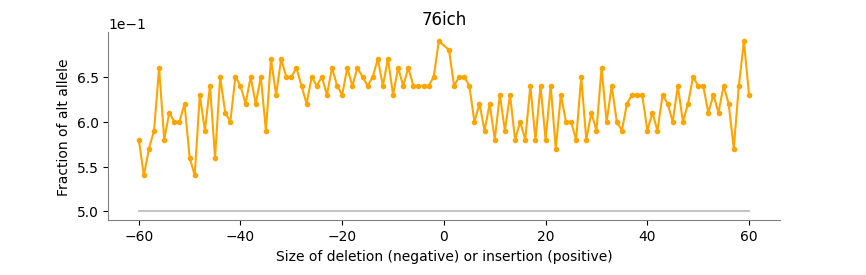 76ich
1e−1
6.5
6.0
5.5
5.0
Fraction of alt allele
−60 −40 −20 0 20 40 60
Size of deletion (negative) or insertion (positive)